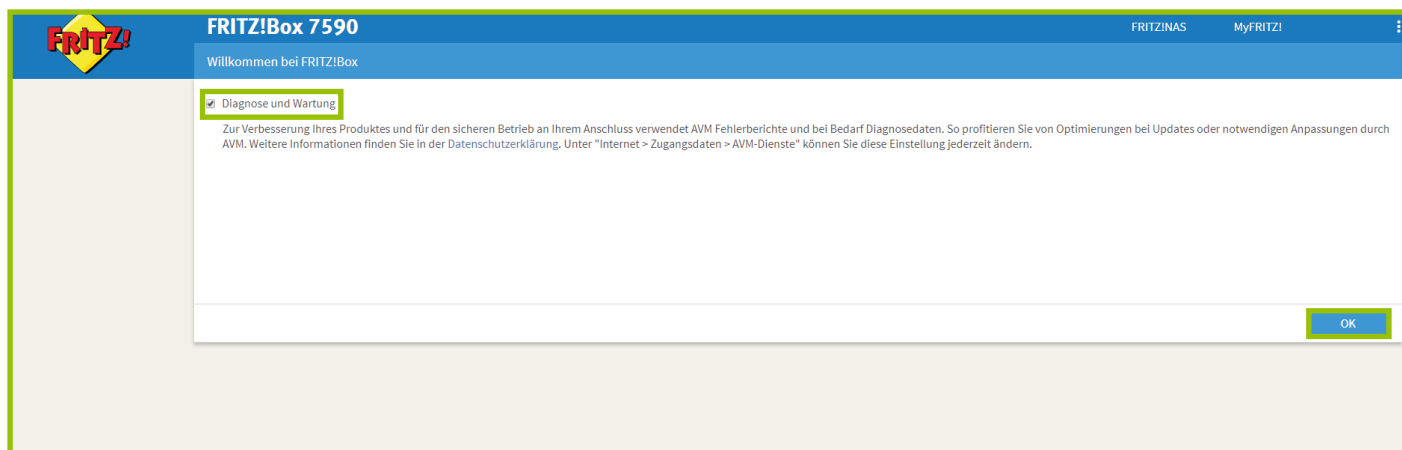 FRITZ!
FRITZ!Box 7590
FRITZ!NAS
MyFRITZ!
Willkommen bei FRITZ!Box
Diagnose und Wartung
Zur Verbesserung Ihres Produktes und für den sicheren Betrieb an Ihrem Anschluss verwendet AVM Fehlerberichte und bei Bedarf Diagnosedaten. So profitieren Sie von Optimierungen bei Updates oder notwendigen Anpassungen durch
AVM. Weitere Informationen finden Sie in der Datenschutzerklärung. Unter "Internet > Zugangsdaten > AVM-Dienste" können Sie diese Einstellung jederzeit ändern.
OK